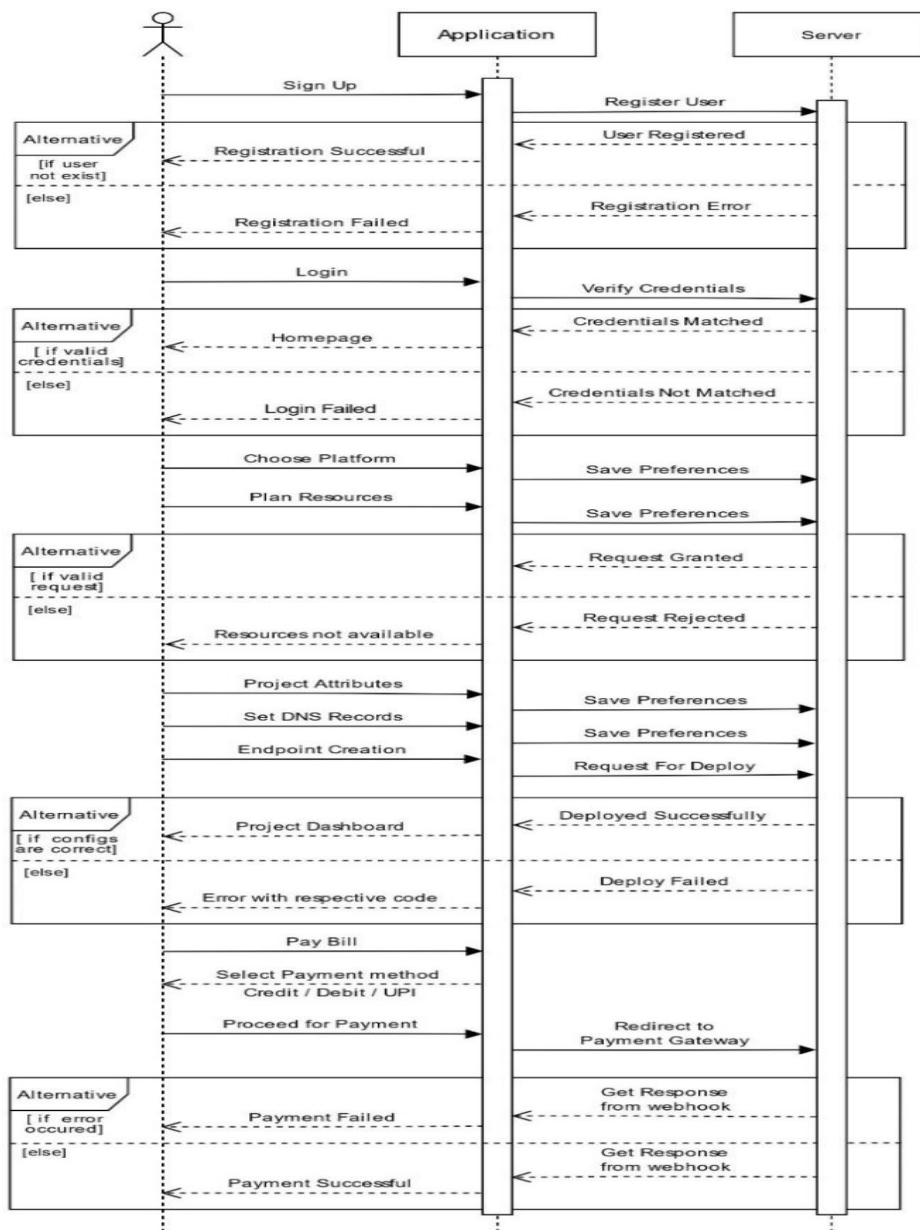 Application
Server
Sign Up
Register User
Alternative
User Registered
Registration Successful
[if user
not exist]
[else]
Registration Error
Registration Failed
Login
Verify Credentials
Alternative
Credentials Matched
Homepage
[ if valid
credentials]
[else]
Credentials Not Matched
Login Failed
Choose Platform
Save Preferences
Plan Resources
Save Preferences
Alternative
Request Granted
[ if valid
request]
[else]
Request Rejected
Resources not available
Project Attributes
Save Preferences
Set DNS Records
Save Preferences
Endpoint Creation
Request For Deploy
Alternative
Deployed Successfully
Project Dashboard
[ if configs
are correct]
[else]
Deploy Failed
Error with respective code
Pay Bill
Select Payment method
Credit / Debit / UPI
Proceed for Payment
Redirect to
Payment Gateway
Alternative
Get Response
from webhook
Payment Failed
[ if error
occured]
[else]
Get Response
from webhook
Payment Successful